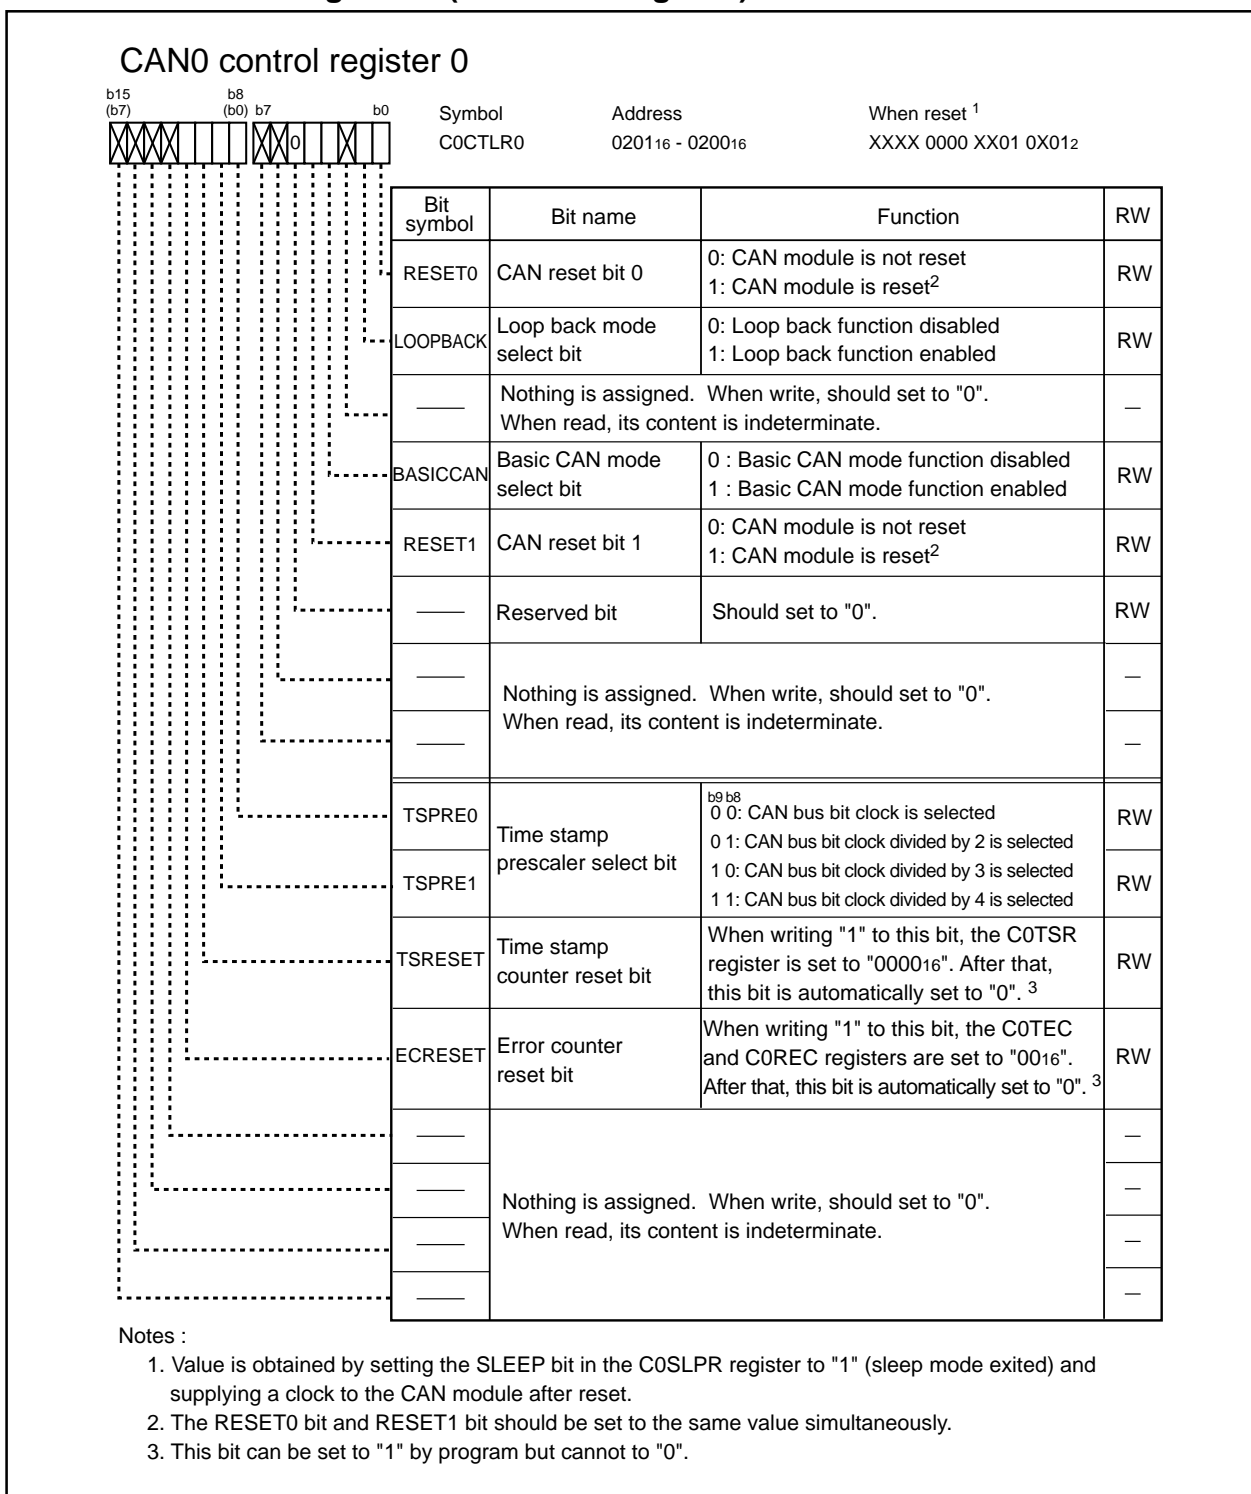 CAN0 control register 0
b15 b8
(b7) (b0) b7 b0
Symbol Address When reset 1
C0CTLR0 020116 - 020016 XXXX 0000 XX01 0X012
0
Bit symbol Bit name Function RW
RESET0 CAN reset bit 0 0: CAN module is not reset
1: CAN module is reset2 RW
LOOPBACK Loop back mode select bit 0: Loop back function disabled
1: Loop back function enabled RW
Nothing is assigned. When write, should set to "0".
When read, its content is indeterminate.
BASICCAN Basic CAN mode select bit 0 : Basic CAN mode function disabled
1 : Basic CAN mode function enabled RW
RESET1 CAN reset bit 1 0: CAN module is not reset
1: CAN module is reset2 RW
Reserved bit Should set to "0". RW
Nothing is assigned. When write, should set to "0".
When read, its content is indeterminate.
b9 b8
TSPRE0 Time stamp prescaler select bit 0 0: CAN bus bit clock is selected RW
0 1: CAN bus bit clock divided by 2 is selected
TSPRE1 1 0: CAN bus bit clock divided by 3 is selected RW
1 1: CAN bus bit clock divided by 4 is selected
TSRESET Time stamp counter reset bit When writing "1" to this bit, the C0TSR
register is set to "000016". After that,
this bit is automatically set to "0". 3 RW
ECRESET Error counter reset bit When writing "1" to this bit, the C0TEC
and C0REC registers are set to "0016".
After that, this bit is automatically set to "0". 3 RW
Nothing is assigned. When write, should set to "0".
When read, its content is indeterminate.
Notes :
1. Value is obtained by setting the SLEEP bit in the C0SLPR register to "1" (sleep mode exited) and
supplying a clock to the CAN module after reset.
2. The RESET0 bit and RESET1 bit should be set to the same value simultaneously.
3. This bit can be set to "1" by program but cannot to "0".